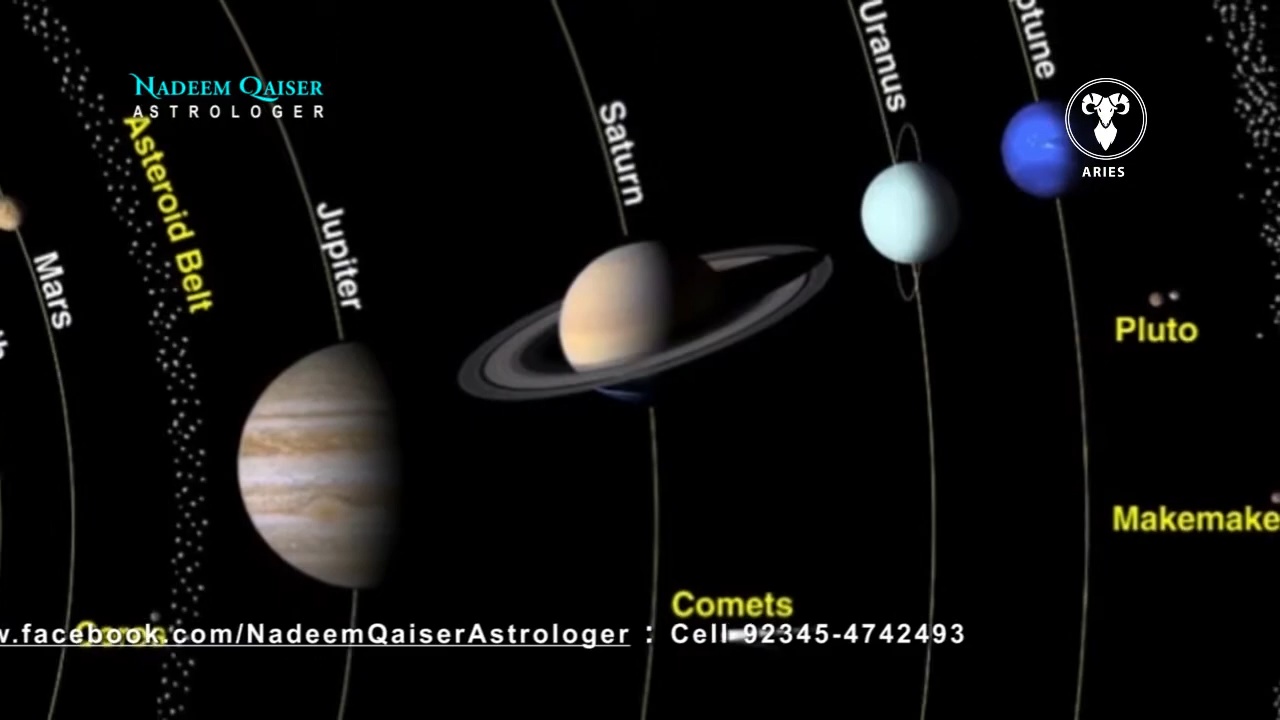 Uranus
ptune
NADEEM QAISER
ASTROLOGER
Asteroid Belt
Saturn
ARIES
Jupiter
Mars
Pluto
Makemake
Comets
w.facebook.com/NadeemQaiserAstrologer : Cell 92345-4742493